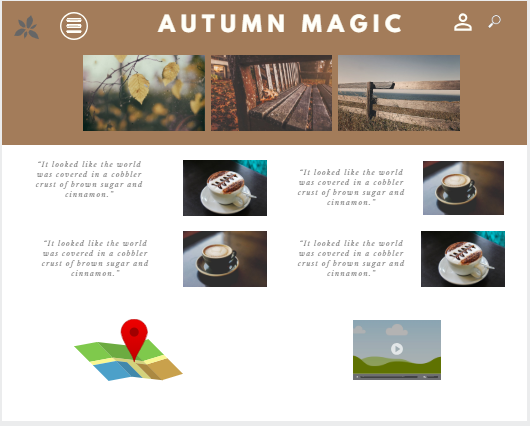 AUTUMN MAGIC
"It looked like the world
was covered in a cobbler
crust of brown sugar and
cinnamon."
"It looked like the world
was covered in a cobbler
crust of brown sugar and
cinnamon."
"It looked like the world
was covered in a cobbler
crust of brown sugar and
cinnamon."
"It looked like the world
was covered in a cobbler
crust of brown sugar and
cinnamon."